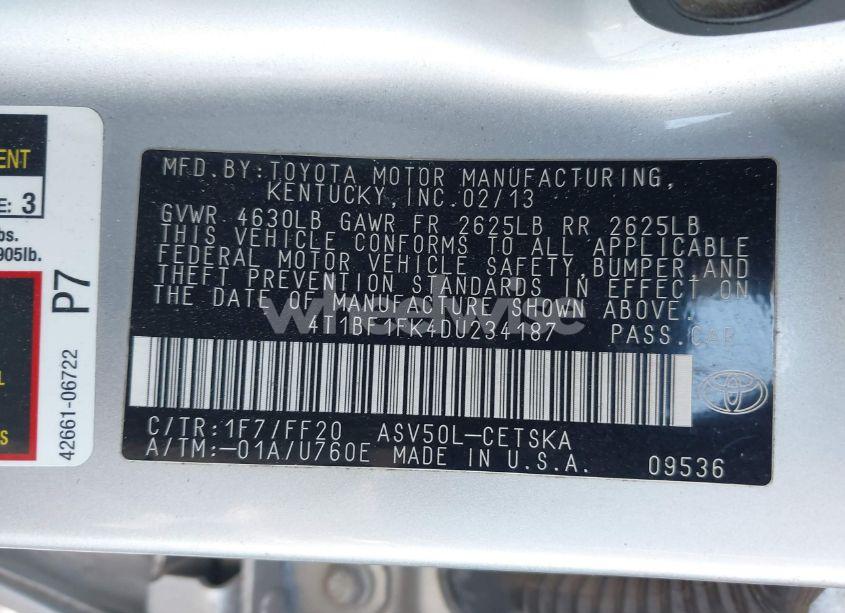 ENT
E: 3
bs.
905lb.
P7
42661-06722
L
S
MFD. BY: TOYOTA MOTOR MANUFACTURING,
KENTUCKY, INC. 02/13
GVWR 4630LB GAWR FR 2625LB RR 2625LB
THIS VEHICLE CONFORMS TO ALL APPLICABLE
FEDERAL MOTOR VEHICLE SAFETY, BUMPER, AND
THEFT PREVENTION STANDARDS IN EFFECT ON
THE DATE OF MANUFACTURE SHOWN ABOVE.
4T1BF1FK4DU234187 PASS. CAR
C/TR: 1F7/FF20 ASV50L-CETSKA
A/TM:-01A/U760E MADE IN U.S.A. 09536